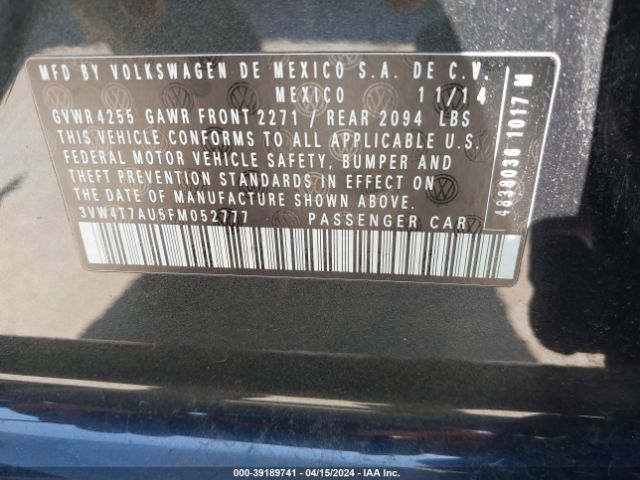 MFD BY VOLKSWAGEN DE MEXICO S.A. DE C.V.
MEXICO 11/14
GVWR 4255 GAWR FRONT 2271 / REAR 2094 LBS
THIS VEHICLE CONFORMS TO ALL APPLICABLE U.S.
FEDERAL MOTOR VEHICLE SAFETY, BUMPER AND
THEFT PREVENTION STANDARDS IN EFFECT ON
THE DATE OF MANUFACTURE SHOWN ABOVE.
3VW4T7AU5FM052777 PASSENGER CAR
4838036 1017 M
000-39189741 / 04/15/2024 / IAA Inc.